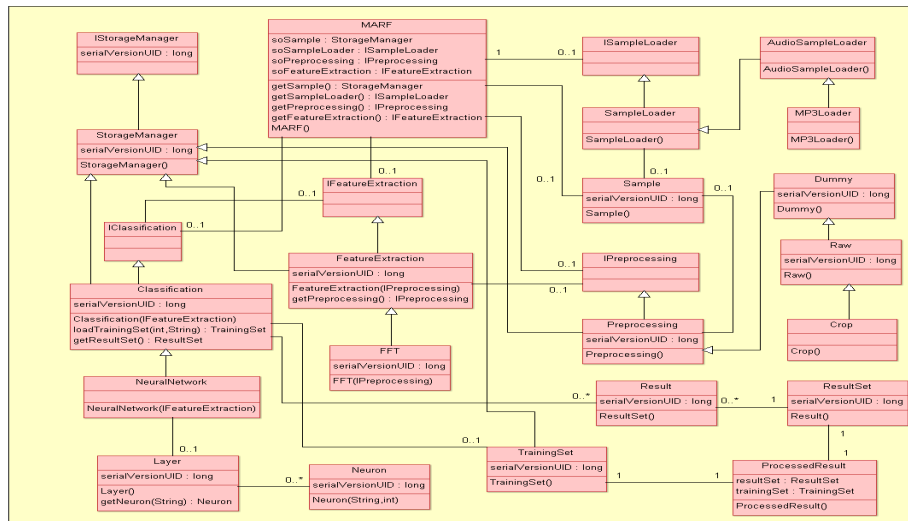 MARF
soSample : StorageManager
soSampleLoader : ISampleLoader
soPreprocessing : IPreprocessing
soFeatureExtraction : IFeatureExtraction
getSample() : StorageManager
getSampleLoader() : ISampleLoader
getPreprocessing() : IPreprocessing
getFeatureExtraction() : IFeatureExtraction
MARF()
IStorageManager
serialVersionUID : long
1
0..1
ISampleLoader
AudioSampleLoader
AudioSampleLoader()
StorageManager
serialVersionUID : long
StorageManager()
SampleLoader
SampleLoader()
MP3Loader
MP3Loader()
0..1
IFeatureExtraction
0..1
0..1
0..1
Sample
serialVersionUID : long
Sample()
0..1
Dummy
serialVersionUID : long
Dummy()
IClassification
0..1
Raw
serialVersionUID : long
Raw()
FeatureExtraction
serialVersionUID : long
FeatureExtraction(IPreprocessing)
getPreprocessing() : IPreprocessing
0..1
0..1
IPreprocessing
Classification
serialVersionUID : long
Classification(IFeatureExtraction)
loadTrainingSet(int,String) : TrainingSet
getResultSet() : ResultSet
Preprocessing
serialVersionUID : long
Preprocessing()
Crop
Crop()
FFT
serialVersionUID : long
FFT(IPreprocessing)
NeuralNetwork
NeuralNetwork(IFeatureExtraction)
0..*
Result
serialVersionUID : long
ResultSet()
0..*
1
ResultSet
serialVersionUID : long
Result()
1
0..1
0..1
Layer
serialVersionUID : long
Layer()
getNeuron(String) : Neuron
0..*
Neuron
serialVersionUID : long
Neuron(String,int)
TrainingSet
serialVersionUID : long
TrainingSet()
1
1
1
ProcessedResult
resultSet : ResultSet
trainingSet : TrainingSet
ProcessedResult()